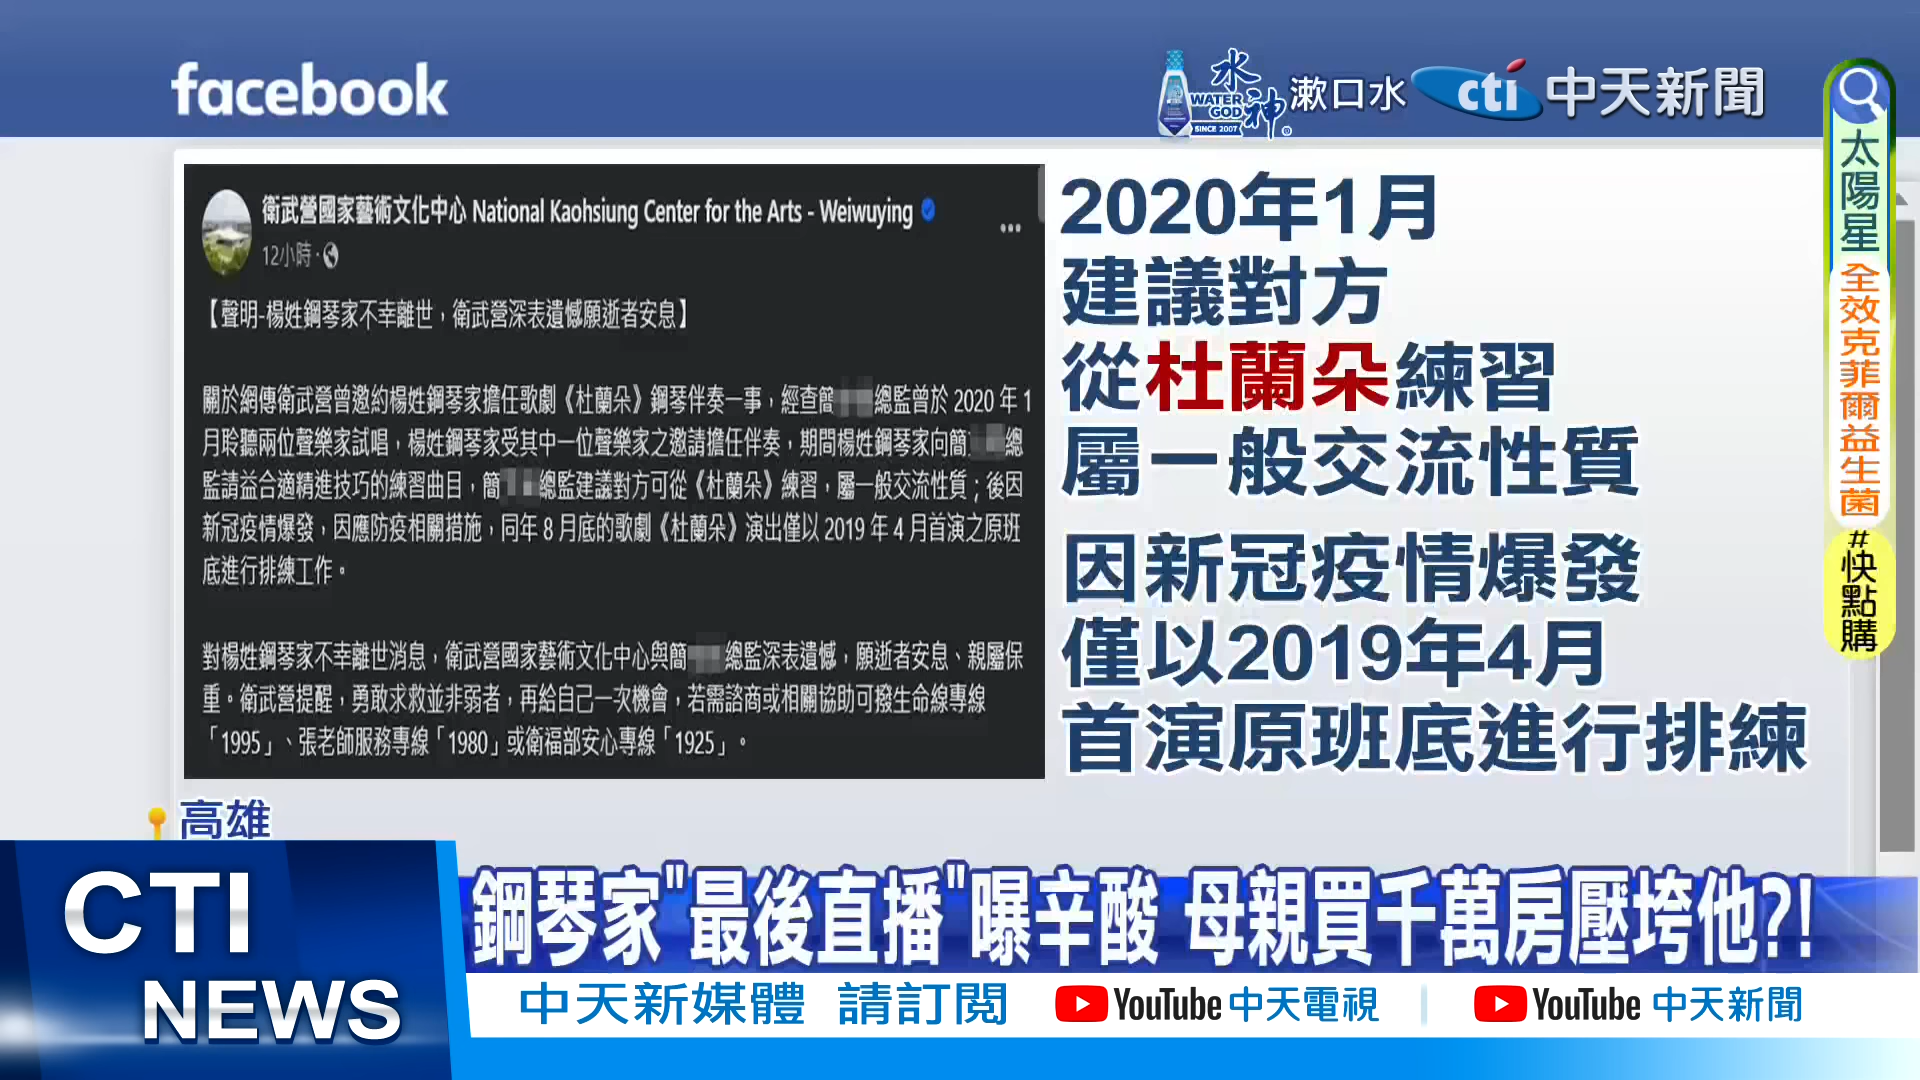 facebook
水神
WATER GOD
SINCE 2007
漱口水
cti 中天新聞
太陽星
全效克菲爾益生菌
#快點購
衛武營國家藝術文化中心 National Kaohsiung Center for the Arts - Weiwuying
12小時
【聲明-楊姓鋼琴家不幸離世，衛武營深表遺憾願逝者安息】
關於網傳衛武營曾邀約楊姓鋼琴家擔任歌劇《杜蘭朵》鋼琴伴奏一事，經查簡 總監曾於 2020 年 1
月聆聽兩位聲樂家試唱，楊姓鋼琴家受其中一位聲樂家之邀請擔任伴奏，期間楊姓鋼琴家向簡 總
監請益合適精進技巧的練習曲目，簡 總監建議對方可從《杜蘭朵》練習，屬一般交流性質；後因
新冠疫情爆發，因應防疫相關措施，同年 8 月底的歌劇《杜蘭朵》演出僅以 2019 年 4 月首演之原班
底進行排練工作。
對楊姓鋼琴家不幸離世消息，衛武營國家藝術文化中心與簡 總監深表遺憾，願逝者安息、親屬保
重。衛武營提醒，勇敢求救並非弱者，再給自己一次機會，若需諮商或相關協助可撥生命線專線
「1995」、張老師服務專線「1980」或衛福部安心專線「1925」。
2020年1月
建議對方
從杜蘭朵練習
屬一般交流性質
因新冠疫情爆發
僅以2019年4月
首演原班底進行排練
高雄
CTI
NEWS
鋼琴家"最後直播"曝辛酸 母親買千萬房壓垮他?!
中天新媒體 請訂閱 YouTube 中天電視 | YouTube 中天新聞